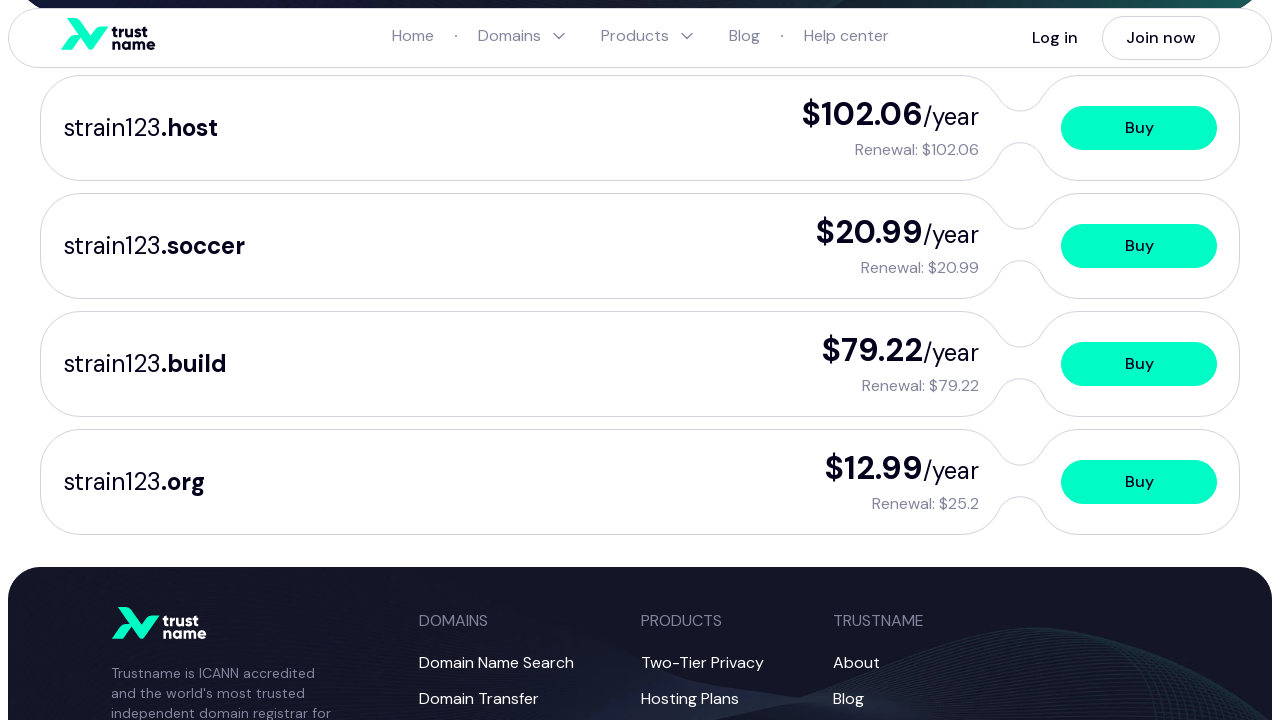 trust
name
Home · Domains Products Blog · Help center Log in Join now
strain123.host $102.06/year Buy
Renewal: $102.06
strain123.soccer $20.99/year Buy
Renewal: $20.99
strain123.build $79.22/year Buy
Renewal: $79.22
strain123.org $12.99/year Buy
Renewal: $25.2
trust
name
Trustname is ICANN accredited
and the world's most trusted
independent domain registrar for
DOMAINS
Domain Name Search
Domain Transfer
PRODUCTS
Two-Tier Privacy
Hosting Plans
TRUSTNAME
About
Blog